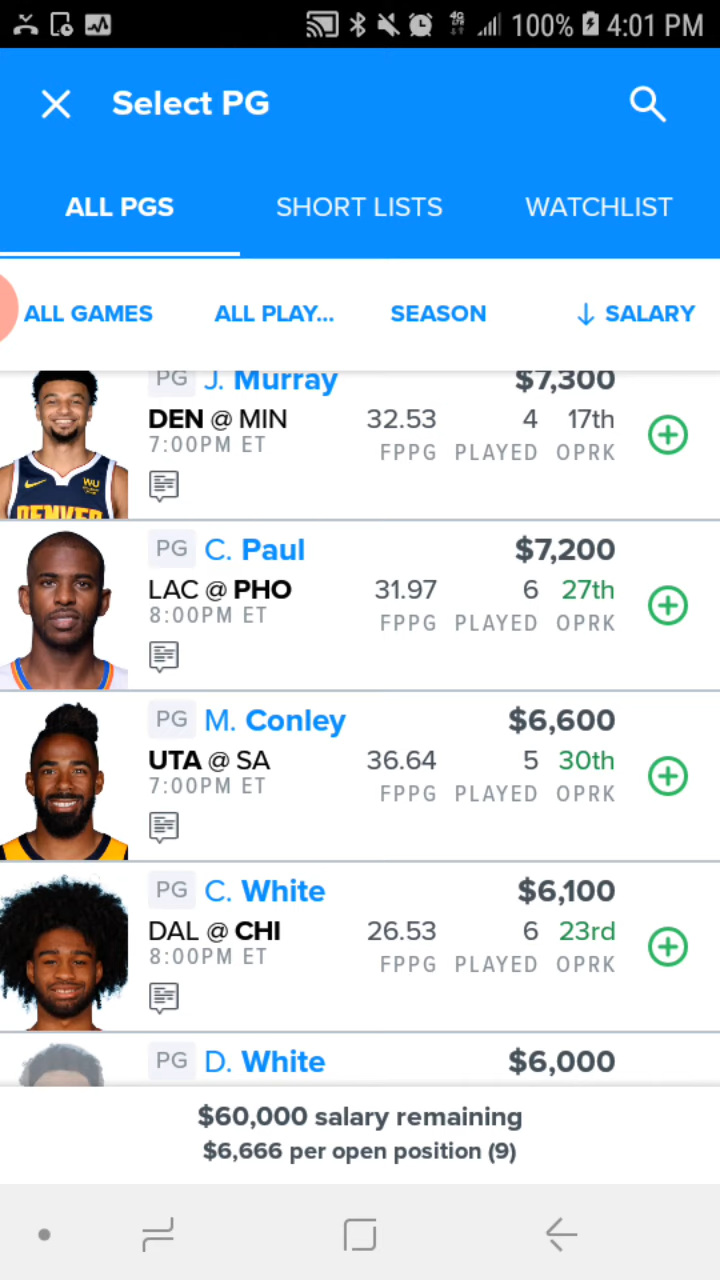 4G LTE 100% 4:01 PM
Select PG
ALL PGS SHORT LISTS WATCHLIST
ALL GAMES ALL PLAY... SEASON ↓ SALARY
PG J. Murray $7,300
DEN @ MIN 32.53 4 17th
7:00PM ET FPPG PLAYED OPRK
WU
DENVER
PG C. Paul $7,200
LAC @ PHO 31.97 6 27th
8:00PM ET FPPG PLAYED OPRK
PG M. Conley $6,600
UTA @ SA 36.64 5 30th
7:00PM ET FPPG PLAYED OPRK
PG C. White $6,100
DAL @ CHI 26.53 6 23rd
8:00PM ET FPPG PLAYED OPRK
PG D. White $6,000
$60,000 salary remaining
$6,666 per open position (9)